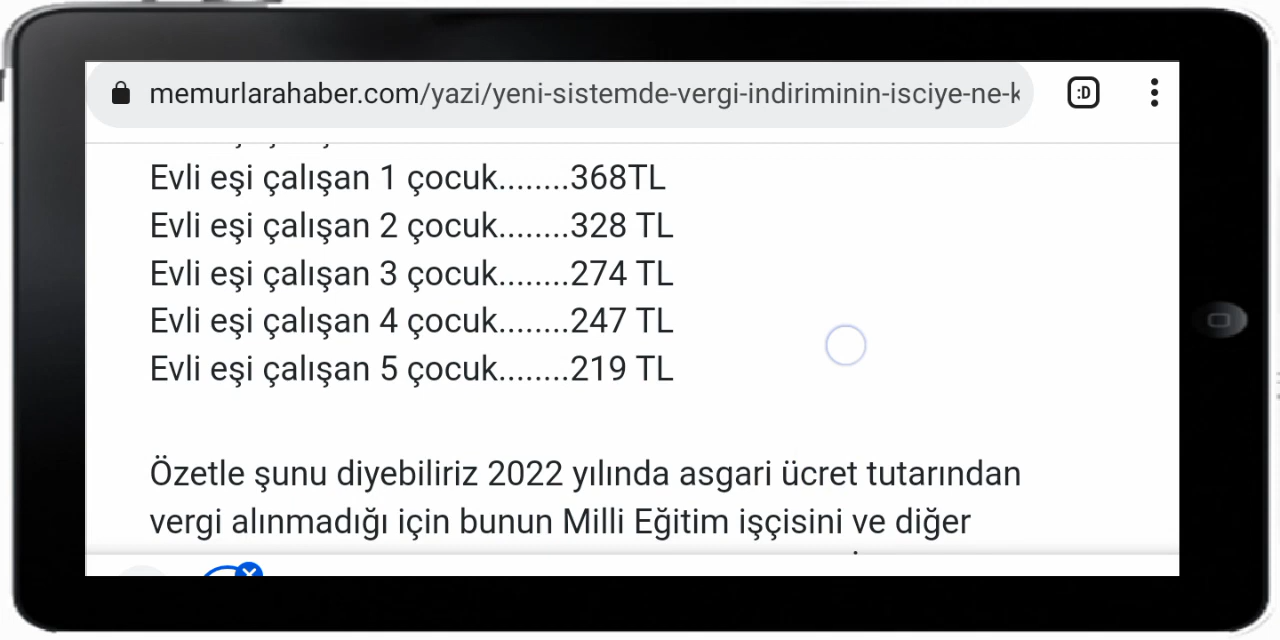 memurlarahaber.com/yazi/yeni-sistemde-vergi-indiriminin-isciye-ne-k
:D
Evli eşi çalışan 1 çocuk........368TL
Evli eşi çalışan 2 çocuk........328 TL
Evli eşi çalışan 3 çocuk........274 TL
Evli eşi çalışan 4 çocuk........247 TL
Evli eşi çalışan 5 çocuk........219 TL
Özetle şunu diyebiliriz 2022 yılında asgari ücret tutarından
vergi alınmadığı için bunun Milli Eğitim işçisini ve diğer